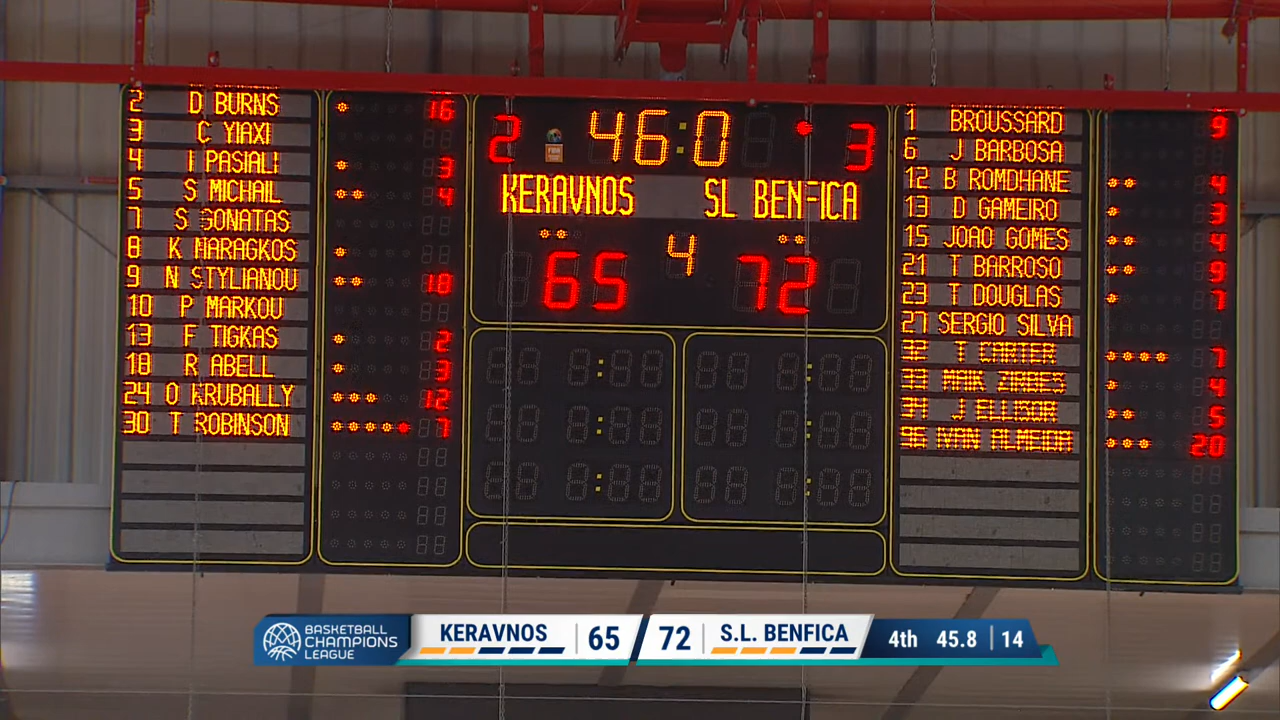 2 D BURNS 16
3 C YIAXI
4 I PASIALI 3
5 S MICHAIL 4
7 S GONATAS
8 K MARAGKOS
9 N STYLIANOU 18
10 P MARKOU
13 F TIGKAS 2
18 R ABELL 3
24 O KRUBALLY 12
30 T ROBINSON 7
2 46:0 3
KERAVNOS SL BENFICA
4
65 72
1 BROUSSARD 9
6 J BARBOSA
12 B ROMDHANE 4
13 D GAMEIRO 3
15 JOAO GOMES 4
21 T BARROSO 9
23 T DOUGLAS 7
27 SERGIO SILVA
32 T CARTER 7
33 MAIK ZIRBES 4
34 J ELLISOR 5
96 IVAN ALMEIDA 20
BASKETBALL
CHAMPIONS
LEAGUE
KERAVNOS 65 72 S.L. BENFICA 4th 45.8 14